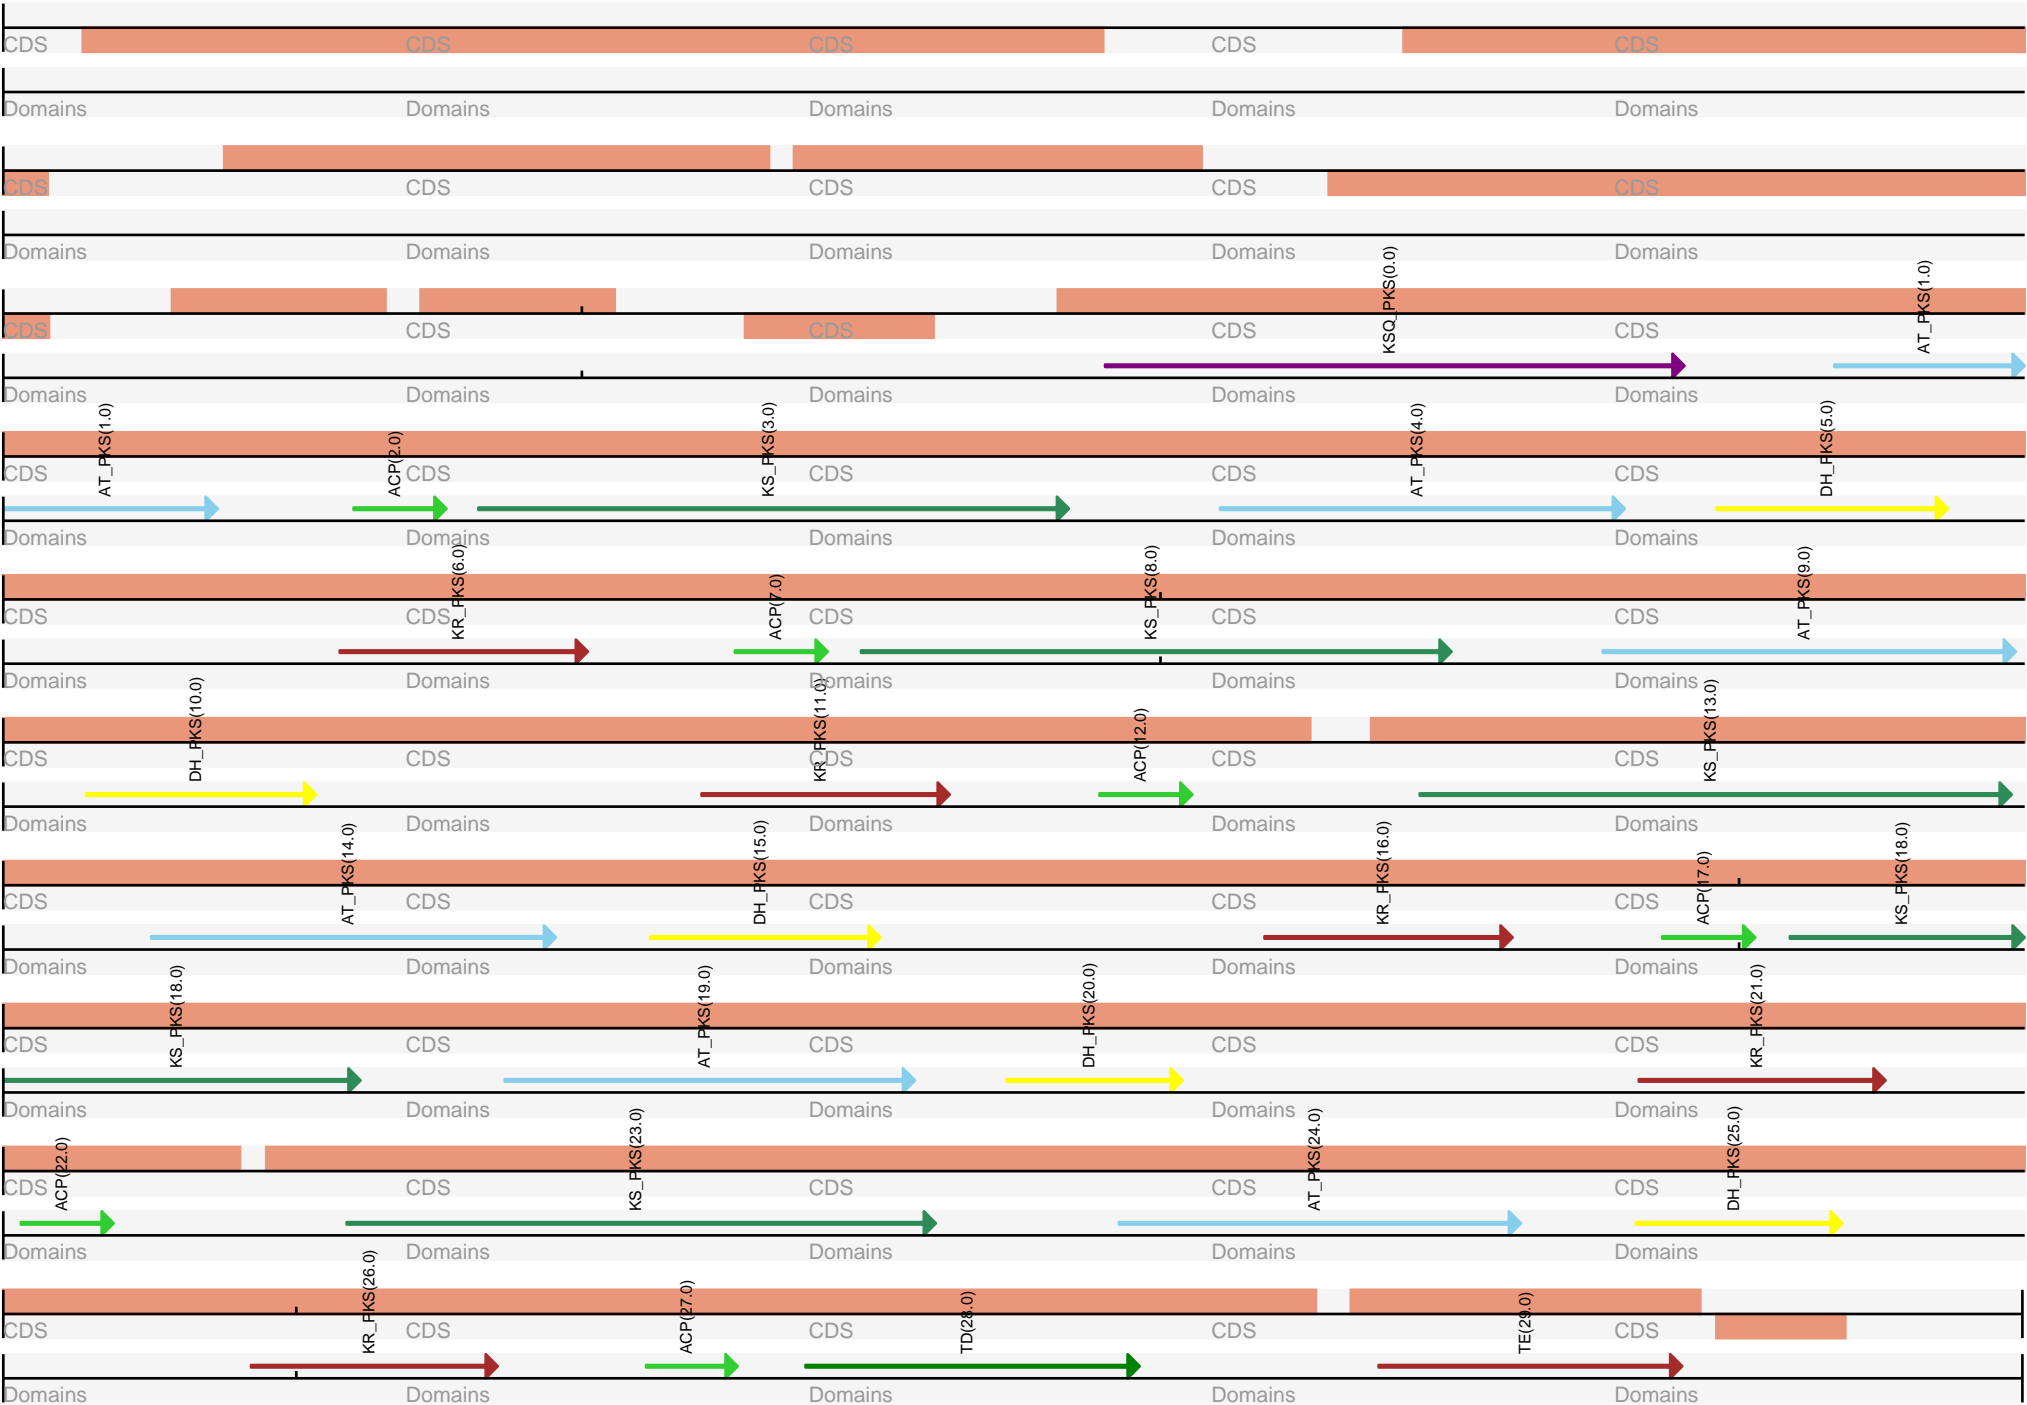 CDS CDS CDS CDS CDS
Domains Domains Domains Domains Domains
CDS CDS CDS CDS CDS
Domains Domains Domains Domains Domains
KSQ_PKS(0.0) AT_PKS(1.0)
CDS CDS CDS CDS CDS
Domains Domains Domains Domains Domains
AT_PKS(1.0) ACP(2.0) KS_PKS(3.0) AT_PKS(4.0) DH_PKS(5.0)
CDS CDS CDS CDS CDS
Domains Domains Domains Domains Domains
KR_PKS(6.0) ACP(7.0) KS_PKS(8.0) AT_PKS(9.0)
CDS CDS CDS CDS CDS
Domains Domains Domains Domains Domains
DH_PKS(10.0) KR_PKS(11.0) ACP(12.0) KS_PKS(13.0)
CDS CDS CDS CDS CDS
Domains Domains Domains Domains Domains
AT_PKS(14.0) DH_PKS(15.0) KR_PKS(16.0) ACP(17.0) KS_PKS(18.0)
CDS CDS CDS CDS CDS
Domains Domains Domains Domains Domains
KS_PKS(18.0) AT_PKS(19.0) DH_PKS(20.0) KR_PKS(21.0)
CDS CDS CDS CDS CDS
Domains Domains Domains Domains Domains
ACP(22.0) KS_PKS(23.0) AT_PKS(24.0) DH_PKS(25.0)
CDS CDS CDS CDS CDS
Domains Domains Domains Domains Domains
KR_PKS(26.0) ACP(27.0) TD(28.0) TE(29.0)
CDS CDS CDS CDS CDS
Domains Domains Domains Domains Domains